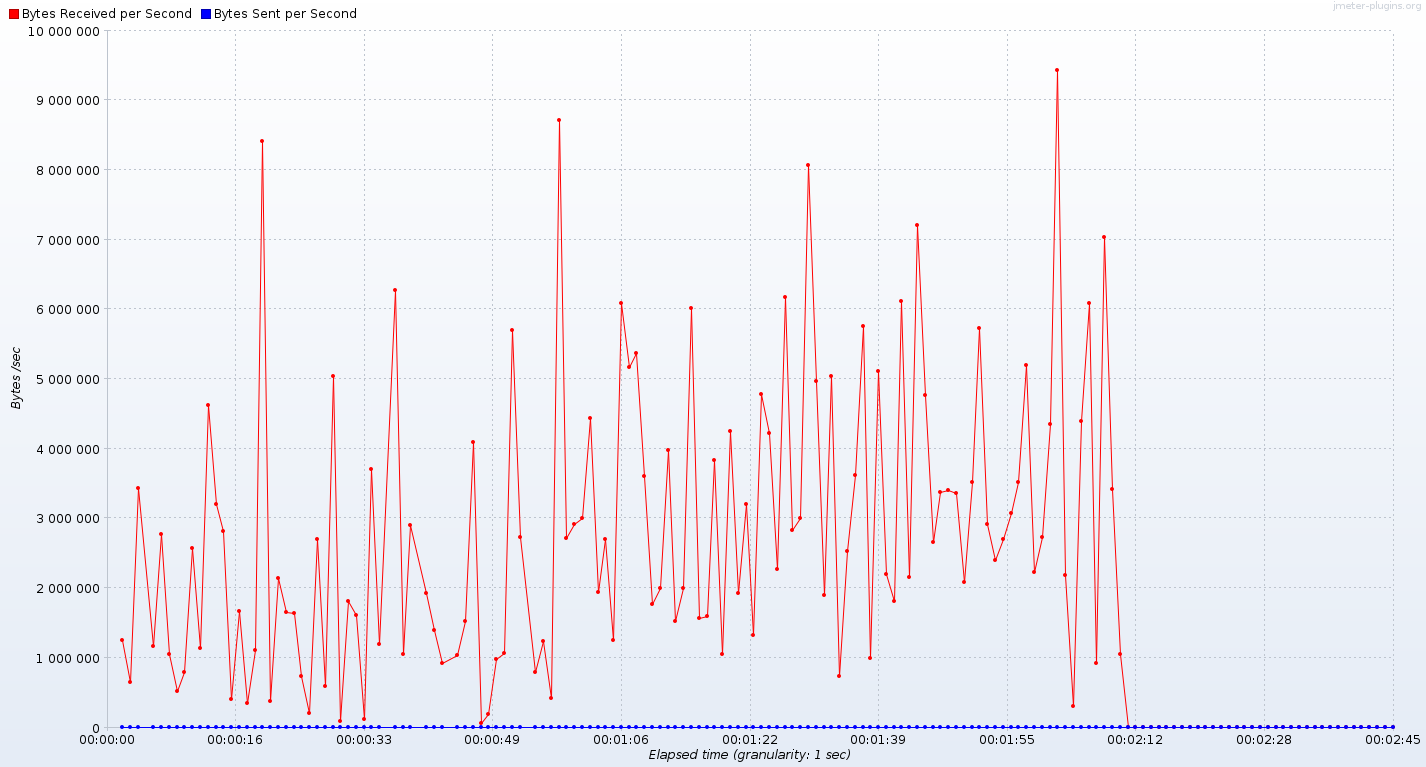 Bytes Received per Second Bytes Sent per Second
jmeter-plugins.org
10 000 000
9 000 000
8 000 000
7 000 000
6 000 000
5 000 000
4 000 000
3 000 000
2 000 000
1 000 000
0
Bytes /sec
00:00:00 00:00:16 00:00:33 00:00:49 00:01:06 00:01:22 00:01:39 00:01:55 00:02:12 00:02:28 00:02:45
Elapsed time (granularity: 1 sec)